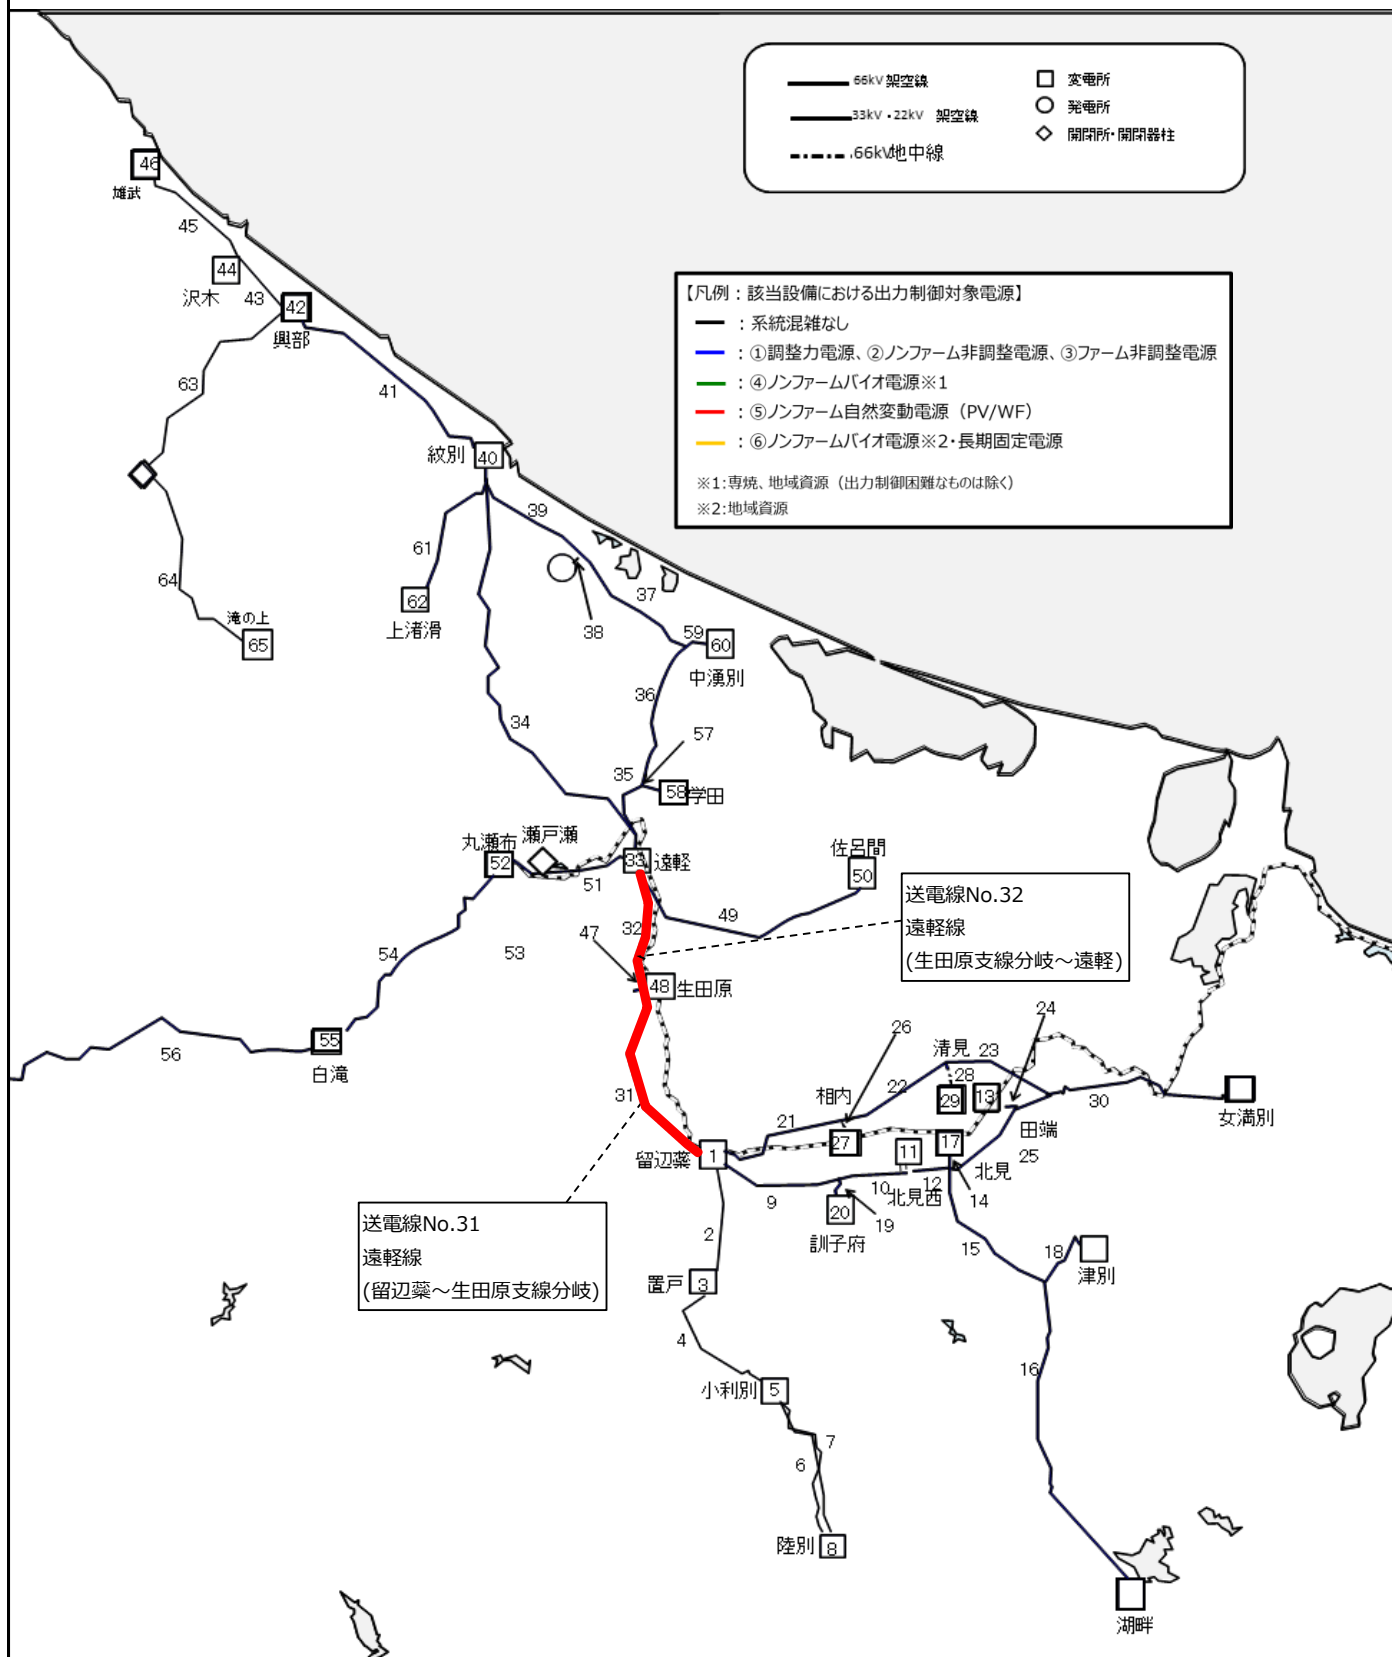 66kV 架空線
33kV・22kV 架空線
66kV地中線
変電所
発電所
開閉所・開閉器柱
【凡例：該当設備における出力制御対象電源】
：系統混雑なし
：①調整力電源、②ノンファーム非調整電源、③ファーム非調整電源
：④ノンファームバイオ電源※1
：⑤ノンファーム自然変動電源（PV/WF）
：⑥ノンファームバイオ電源※2・長期固定電源
※1:専焼、地域資源（出力制御困難なものは除く）
※2:地域資源
46
雄武
45
44
沢木
43
42
興部
63
41
紋別
40
39
61
64
62
上渚滑
38
37
滝の上
65
59
60
中湧別
36
34
57
35
58
学田
丸瀬布
瀬戸瀬
52
33
遠軽
51
佐呂間
50
49
32
47
53
54
48
生田原
送電線No.32
遠軽線
(生田原支線分岐～遠軽)
55
白滝
56
31
26
24
清見
23
28
22
相内
29
13
30
女満別
21
田端
27
11
17
25
留辺蘂
1
北見
9
10
北見西
12
14
20
19
訓子府
2
15
18
津別
送電線No.31
遠軽線
(留辺蘂～生田原支線分岐)
置戸
3
4
16
小利別
5
7
6
陸別
8
湖畔